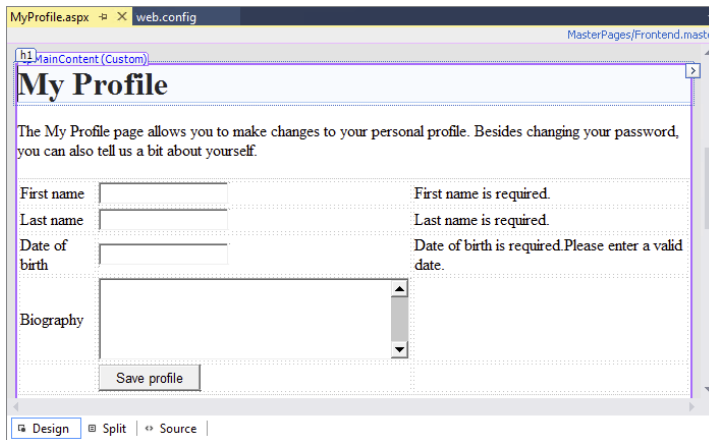 MyProfile.aspx web.config
MasterPages/Frontend.maste
h1
MainContent (Custom)
My Profile
The My Profile page allows you to make changes to your personal profile. Besides changing your password,
you can also tell us a bit about yourself.
First name First name is required.
Last name Last name is required.
Date of Date of birth is required.Please enter a valid
birth date.
Biography
Save profile
Design Split Source